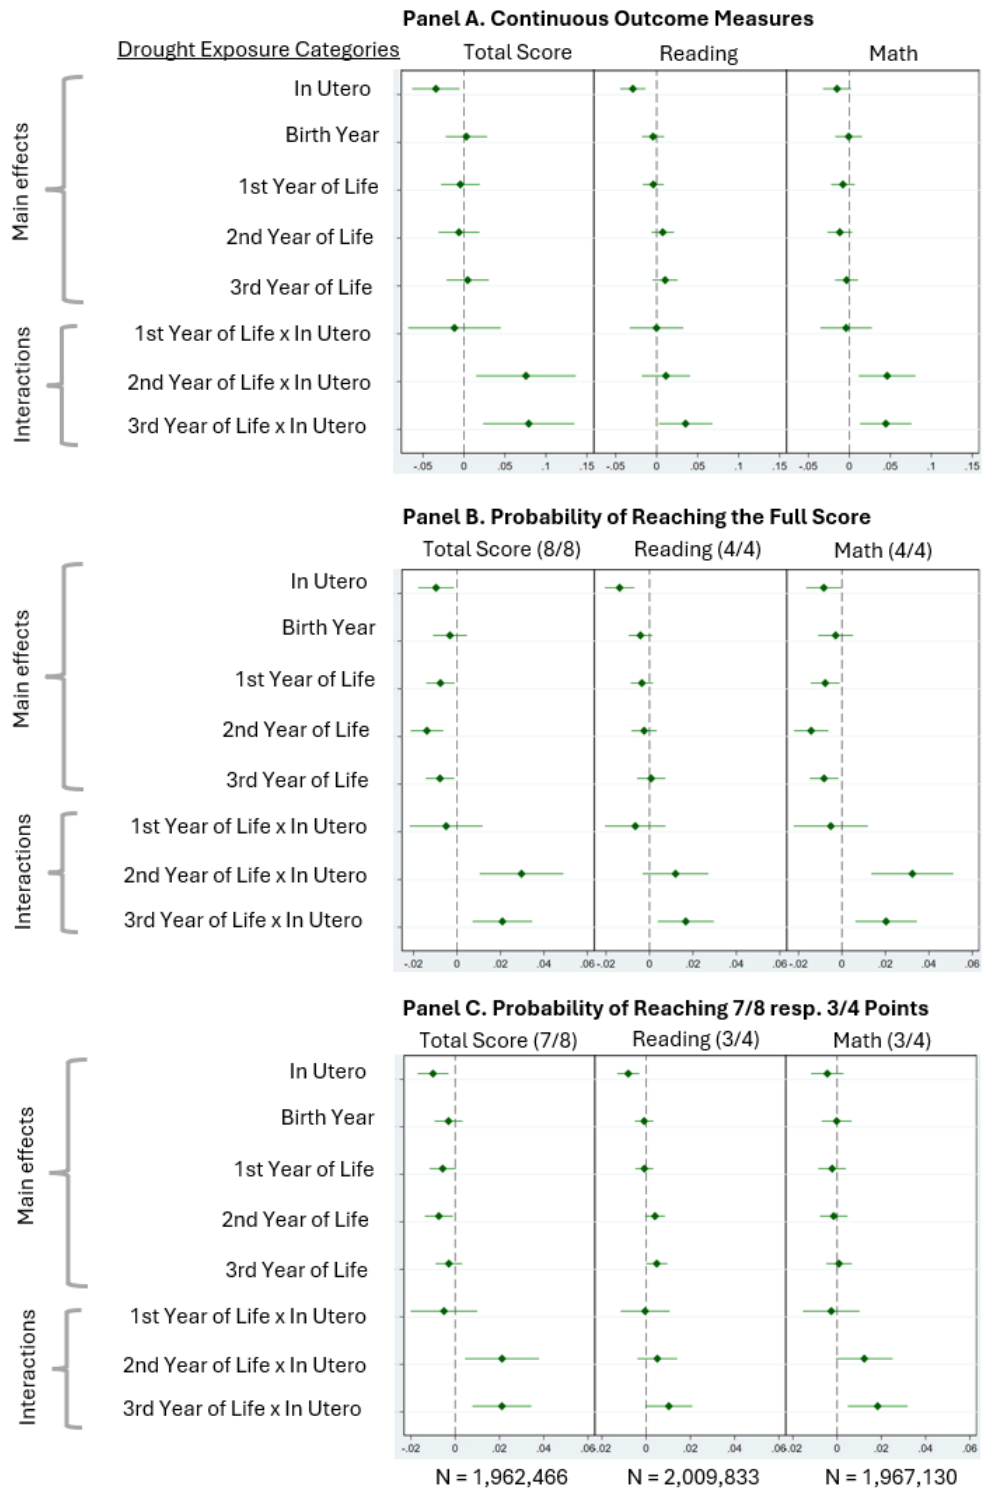 Panel A. Continuous Outcome Measures
Drought Exposure Categories Total Score Reading Math
Main effects
In Utero
Birth Year
1st Year of Life
2nd Year of Life
3rd Year of Life
Interactions
1st Year of Life x In Utero
2nd Year of Life x In Utero
3rd Year of Life x In Utero
-.05 0 .05 .1 .15 -.05 0 .05 .1 .15 -.05 0 .05 .1 .15
Panel B. Probability of Reaching the Full Score
Total Score (8/8) Reading (4/4) Math (4/4)
Main effects
In Utero
Birth Year
1st Year of Life
2nd Year of Life
3rd Year of Life
Interactions
1st Year of Life x In Utero
2nd Year of Life x In Utero
3rd Year of Life x In Utero
-.02 0 .02 .04 .06 -.02 0 .02 .04 .06 -.02 0 .02 .04 .06
Panel C. Probability of Reaching 7/8 resp. 3/4 Points
Total Score (7/8) Reading (3/4) Math (3/4)
Main effects
In Utero
Birth Year
1st Year of Life
2nd Year of Life
3rd Year of Life
Interactions
1st Year of Life x In Utero
2nd Year of Life x In Utero
3rd Year of Life x In Utero
-.02 0 .02 .04 .06 -.02 0 .02 .04 .06 -.02 0 .02 .04 .06
N = 1,962,466 N = 2,009,833 N = 1,967,130